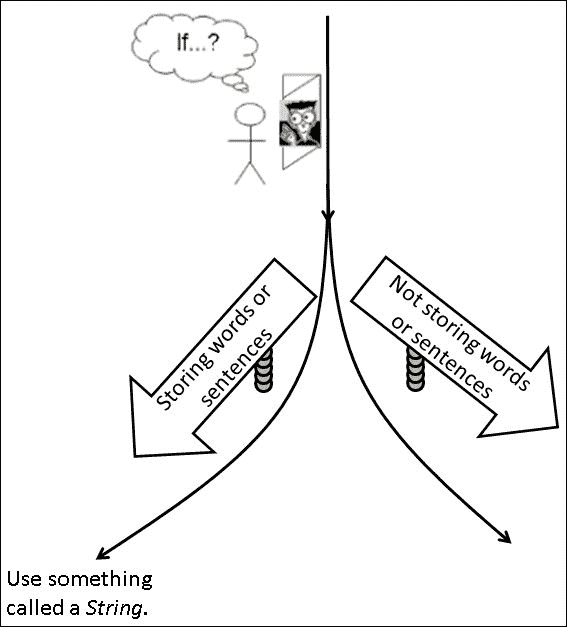 If...?
Storing words or
sentences
Not storing words
or sentences
Use something
called a String.